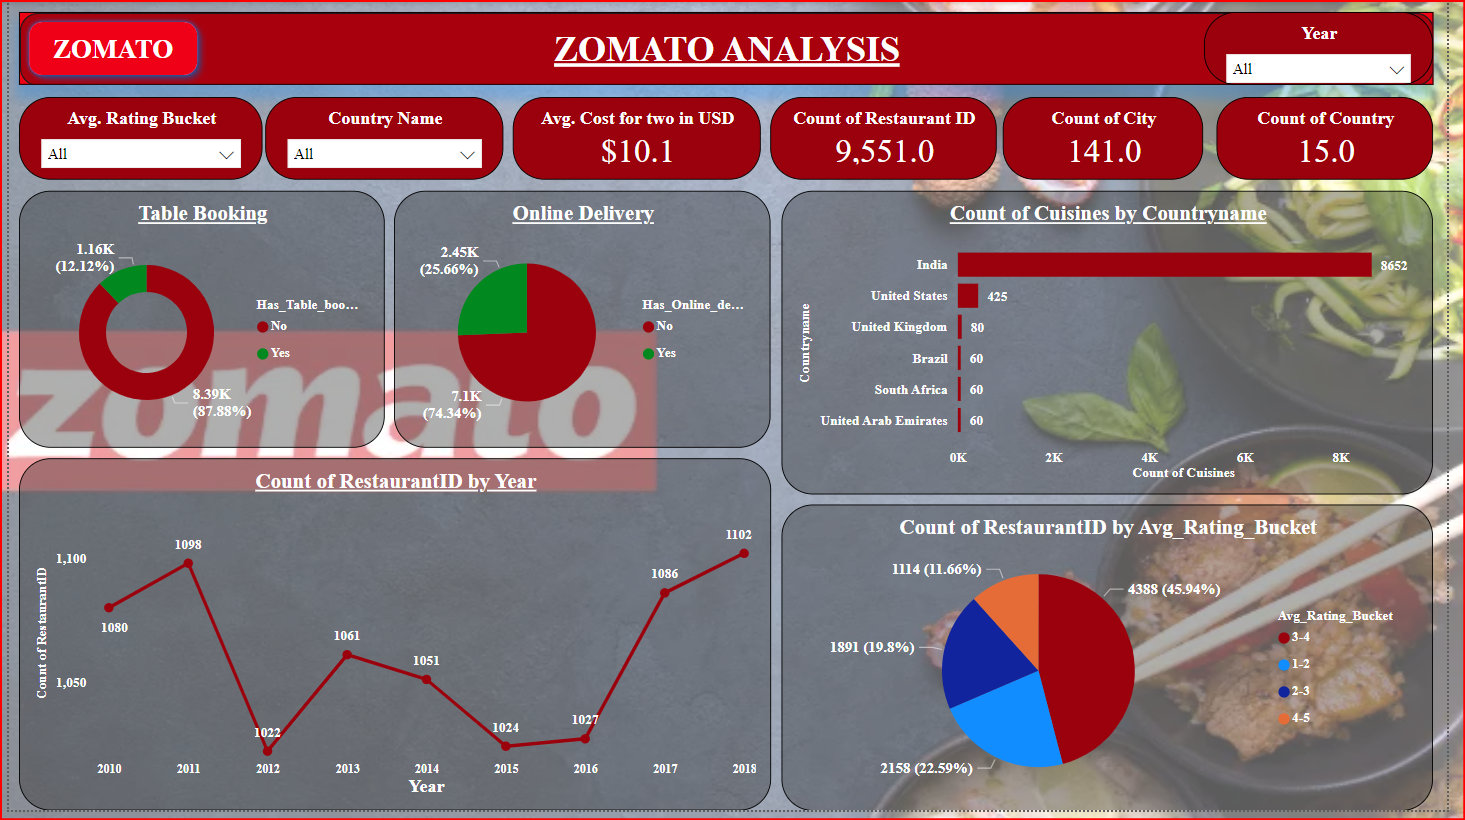 ZOMATO
ZOMATO ANALYSIS
Year
All
Avg. Rating Bucket
All
Country Name
All
Avg. Cost for two in USD
$10.1
Count of Restaurant ID
9,551.0
Count of City
141.0
Count of Country
15.0
Table Booking
1.16K
(12.12%)
Has_Table_boo...
No
Yes
8.39K
(87.88%)
Online Delivery
2.45K
(25.66%)
Has_Online_de...
No
Yes
7.1K
(74.34%)
zomato
Count of Cuisines by Countryname
Countryname
India 8652
United States 425
United Kingdom 80
Brazil 60
South Africa 60
United Arab Emirates 60
0K 2K 4K 6K 8K
Count of Cuisines
Count of RestaurantID by Year
Count of RestaurantID
1,100
1,050
1080
1098
1022
1061
1051
1024
1027
1086
1102
2010 2011 2012 2013 2014 2015 2016 2017 2018
Year
Count of RestaurantID by Avg_Rating_Bucket
1114 (11.66%)
4388 (45.94%)
1891 (19.8%)
2158 (22.59%)
Avg_Rating_Bucket
3-4
1-2
2-3
4-5